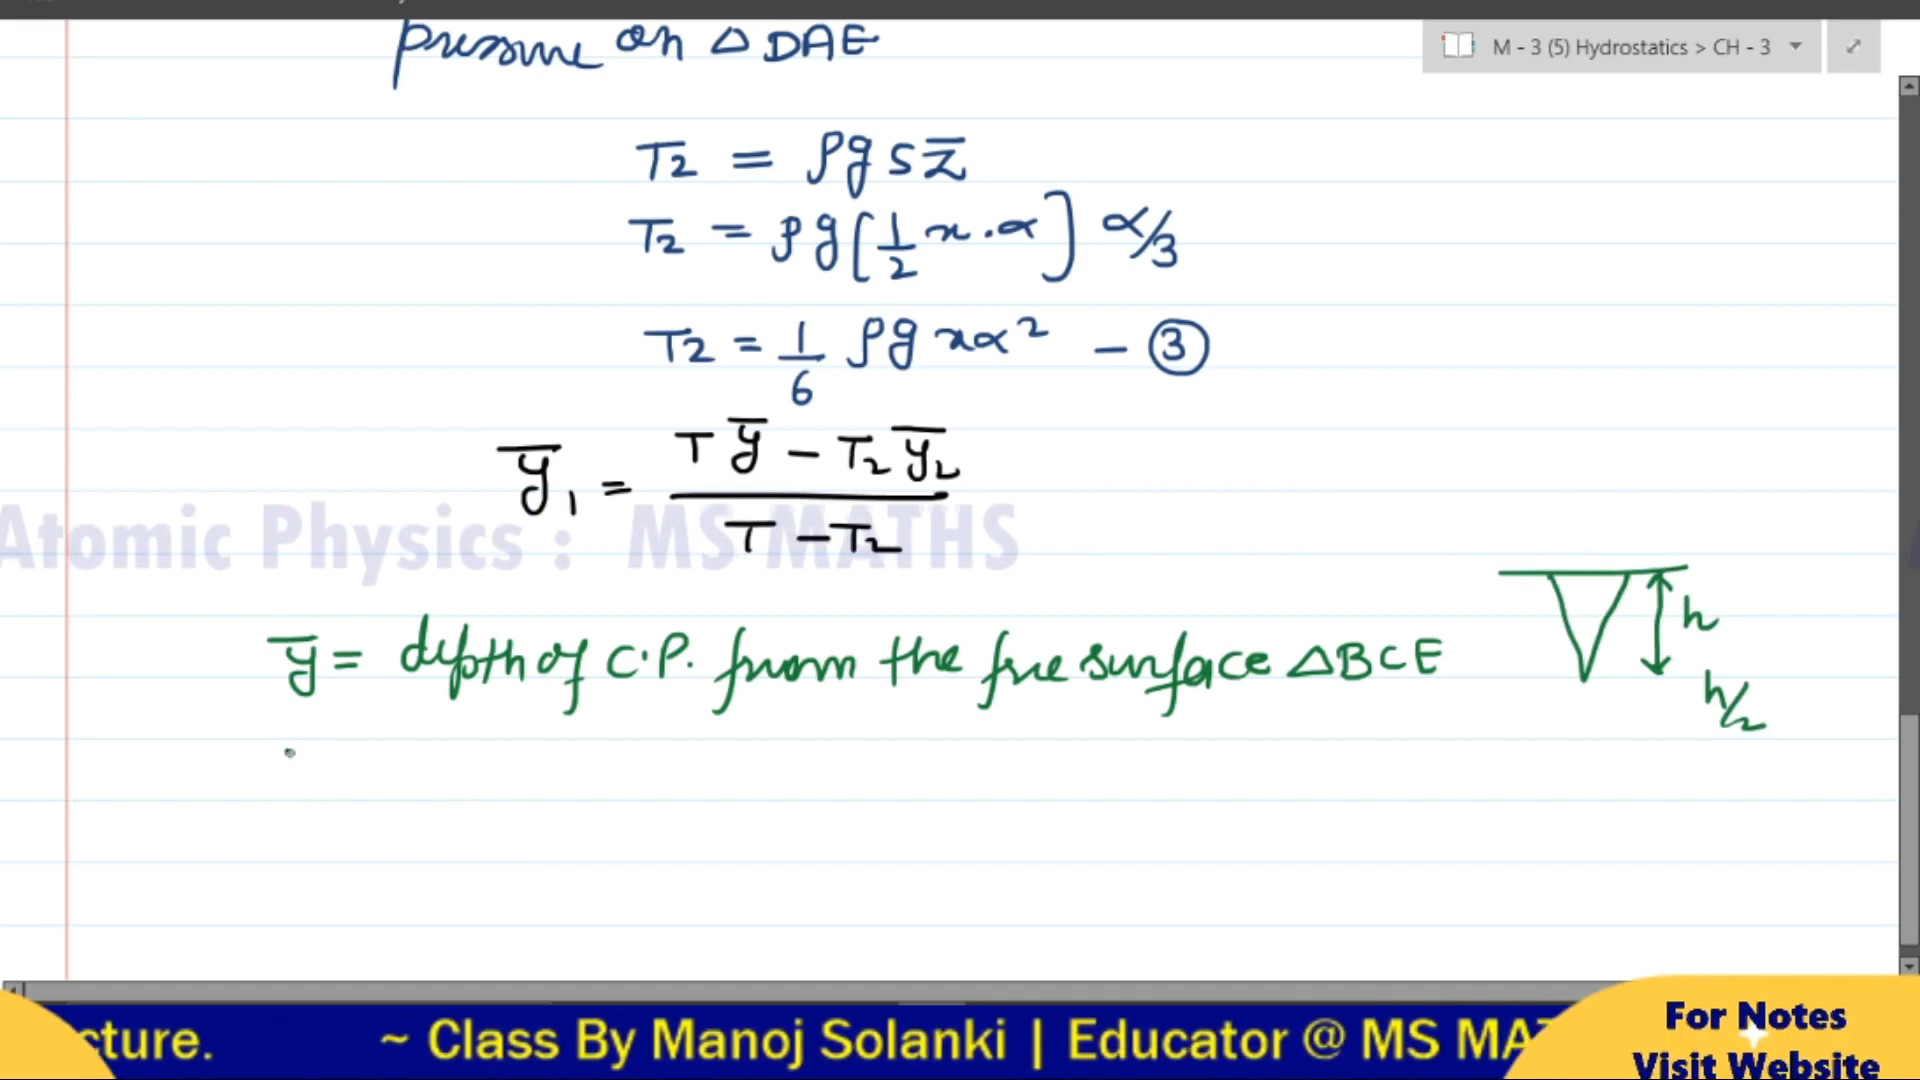 M - 3 (5) Hydrostatics > CH - 3
pressure on △DAE
T2 = ρg s z̅
T2 = ρg[1/2 x·α] α/3
T2 = 1/6 ρg xα² - ③
y̅₁ = (T y̅ - T₂ y̅₂) / (T - T₂)
Atomic Physics : MS MATHS
h
y̅ = depth of C.P. from the free surface △BCE
h/2
cture. ~ Class By Manoj Solanki | Educator @ MS MA
For Notes
Visit Website